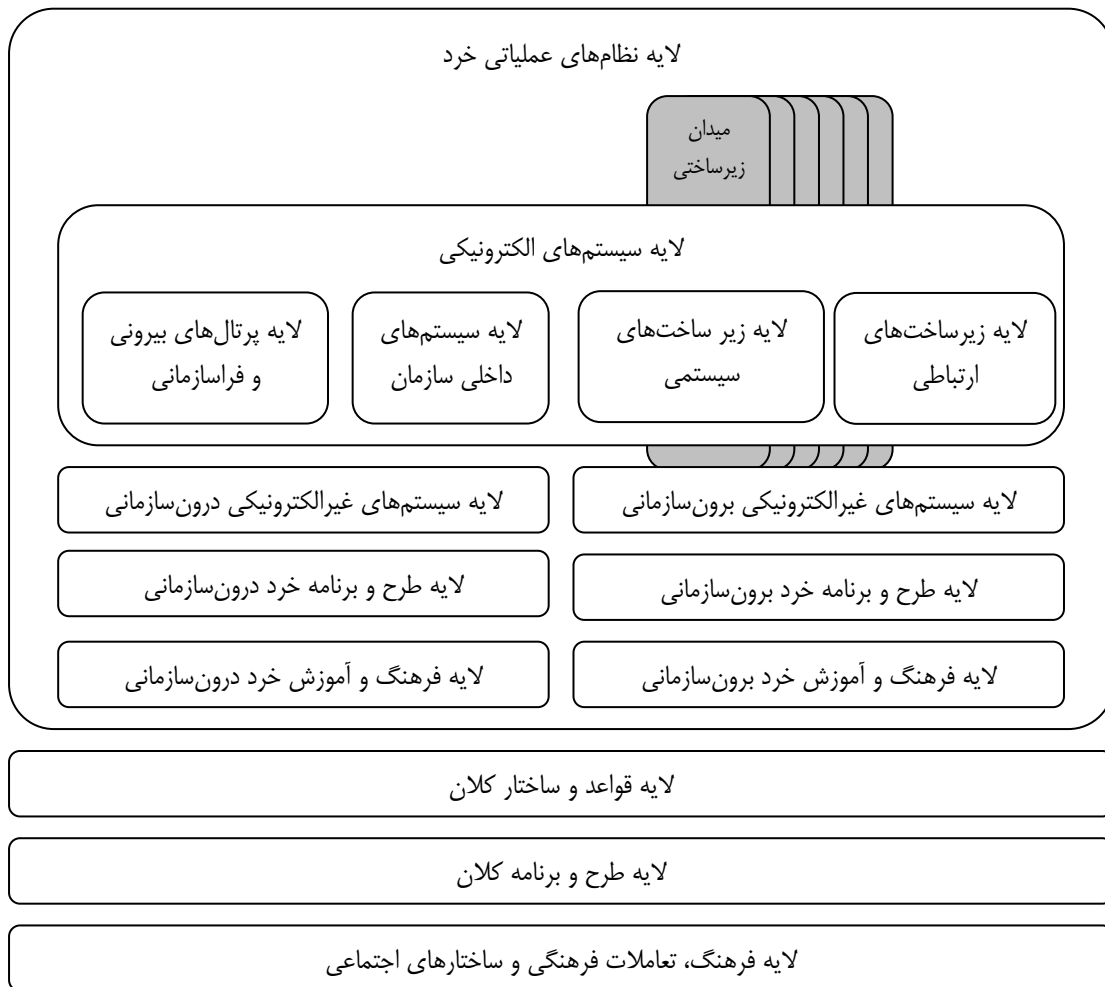 لایه نظام‌های عملیاتی خرد
میدان
زیرساختی
لایه سیستم‌های الکترونیکی
لایه زیرساخت‌های
ارتباطی
لایه زیر ساخت‌های
سیستمی
لایه سیستم‌های
داخلی سازمان
لایه پرتال‌های بیرونی
و فراسازمانی
لایه سیستم‌های غیرالکترونیکی برون‌سازمانی
لایه سیستم‌های غیرالکترونیکی درون‌سازمانی
لایه طرح و برنامه خرد برون‌سازمانی
لایه طرح و برنامه خرد درون‌سازمانی
لایه فرهنگ و آموزش خرد برون‌سازمانی
لایه فرهنگ و آموزش خرد درون‌سازمانی
لایه قواعد و ساختار کلان
لایه طرح و برنامه کلان
لایه فرهنگ، تعاملات فرهنگی و ساختارهای اجتماعی